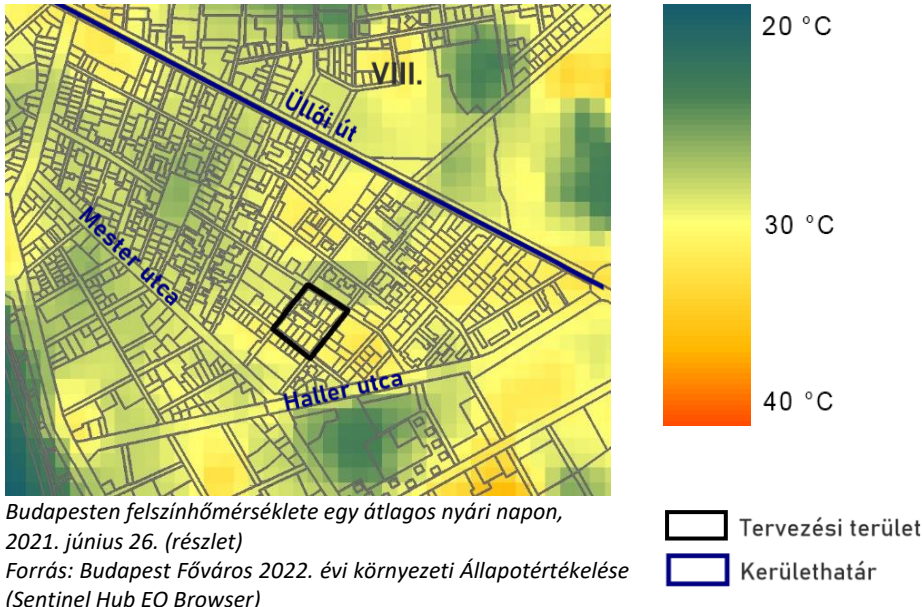 VIII.
Üllői út
Mester utca
Haller utca
20 °C
30 °C
40 °C
Budapesten felszínhőmérséklete egy átlagos nyári napon,
2021. június 26. (részlet)
Forrás: Budapest Főváros 2022. évi környezeti Állapotértékelése
(Sentinel Hub EO Browser)
Tervezési terület
Kerülethatár